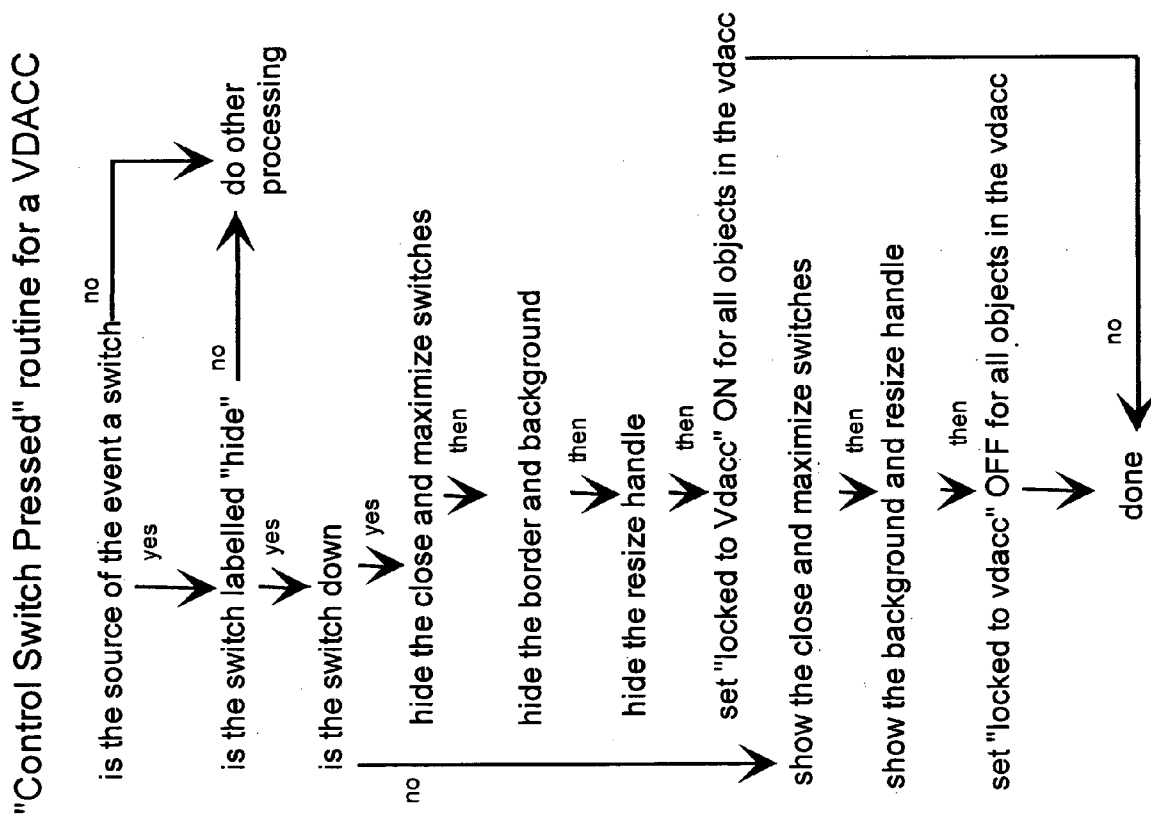 "Control Switch Pressed" routine for a VDACC
is the source of the event a switch
no
yes
is the switch labelled "hide"
no
do other
processing
yes
is the switch down
yes
no
hide the close and maximize switches
then
hide the border and background
then
hide the resize handle
then
set "locked to Vdacc" ON for all objects in the vdacc
show the close and maximize switches
then
show the background and resize handle
then
set "locked to vdacc" OFF for all objects in the vdacc
no
done